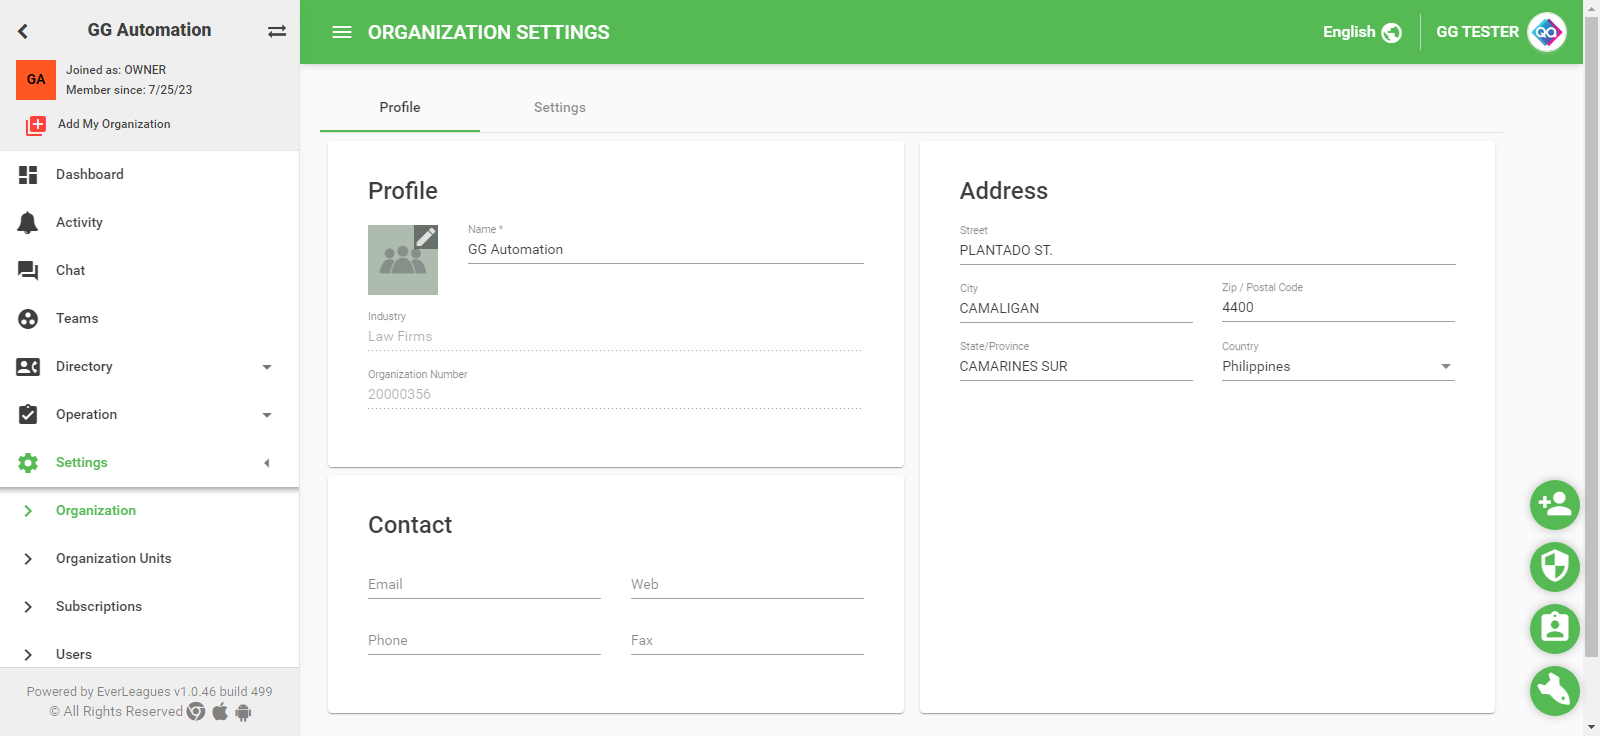 GG Automation
GA
Joined as: OWNER
Member since: 7/25/23
Add My Organization
Dashboard
Activity
Chat
Teams
Directory
Operation
Settings
Organization
Organization Units
Subscriptions
Users
Powered by EverLeagues v1.0.46 build 499
© All Rights Reserved
ORGANIZATION SETTINGS
English
GG TESTER
QA
Profile
Settings
Profile
Name *
GG Automation
Industry
Law Firms
Organization Number
20000356
Contact
Email
Web
Phone
Fax
Address
Street
PLANTADO ST.
City
CAMALIGAN
Zip / Postal Code
4400
State/Province
CAMARINES SUR
Country
Philippines